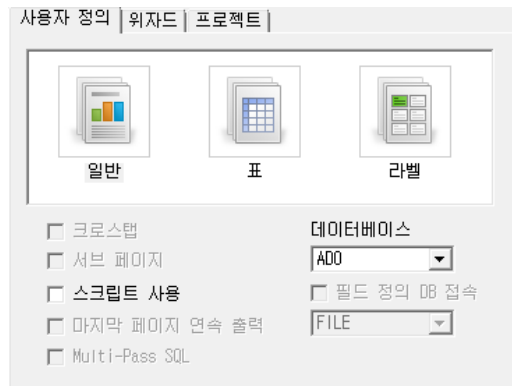 사용자 정의 위자드 프로젝트
일반 표 라벨
크로스탭
서브 페이지
스크립트 사용
마지막 페이지 연속 출력
Multi-Pass SQL
데이터베이스
ADO
필드 정의 DB 접속
FILE